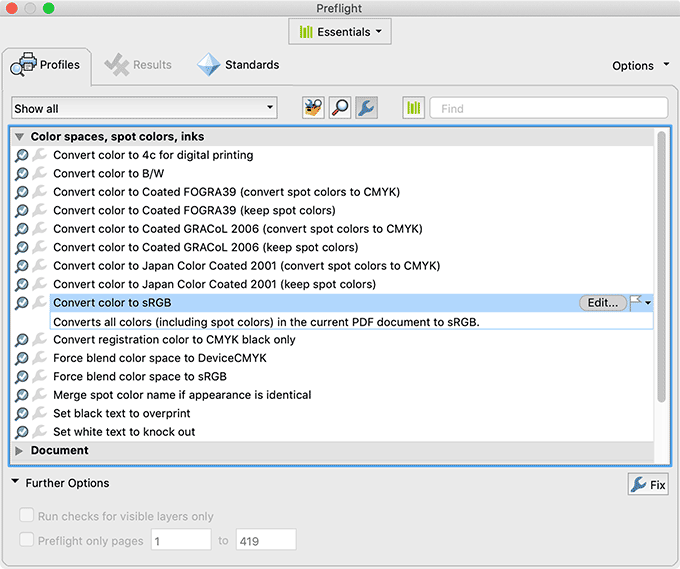 Preflight
Essentials
Profiles
Results
Standards
Options
Show all
Find
Color spaces, spot colors, inks
Convert color to 4c for digital printing
Convert color to B/W
Convert color to Coated FOGRA39 (convert spot colors to CMYK)
Convert color to Coated FOGRA39 (keep spot colors)
Convert color to Coated GRACoL 2006 (convert spot colors to CMYK)
Convert color to Coated GRACoL 2006 (keep spot colors)
Convert color to Japan Color Coated 2001 (convert spot colors to CMYK)
Convert color to Japan Color Coated 2001 (keep spot colors)
Convert color to sRGB Edit...
Converts all colors (including spot colors) in the current PDF document to sRGB.
Convert registration color to CMYK black only
Force blend color space to DeviceCMYK
Force blend color space to sRGB
Merge spot color name if appearance is identical
Set black text to overprint
Set white text to knock out
Document
Further Options
Fix
Run checks for visible layers only
Preflight only pages 1 to 419